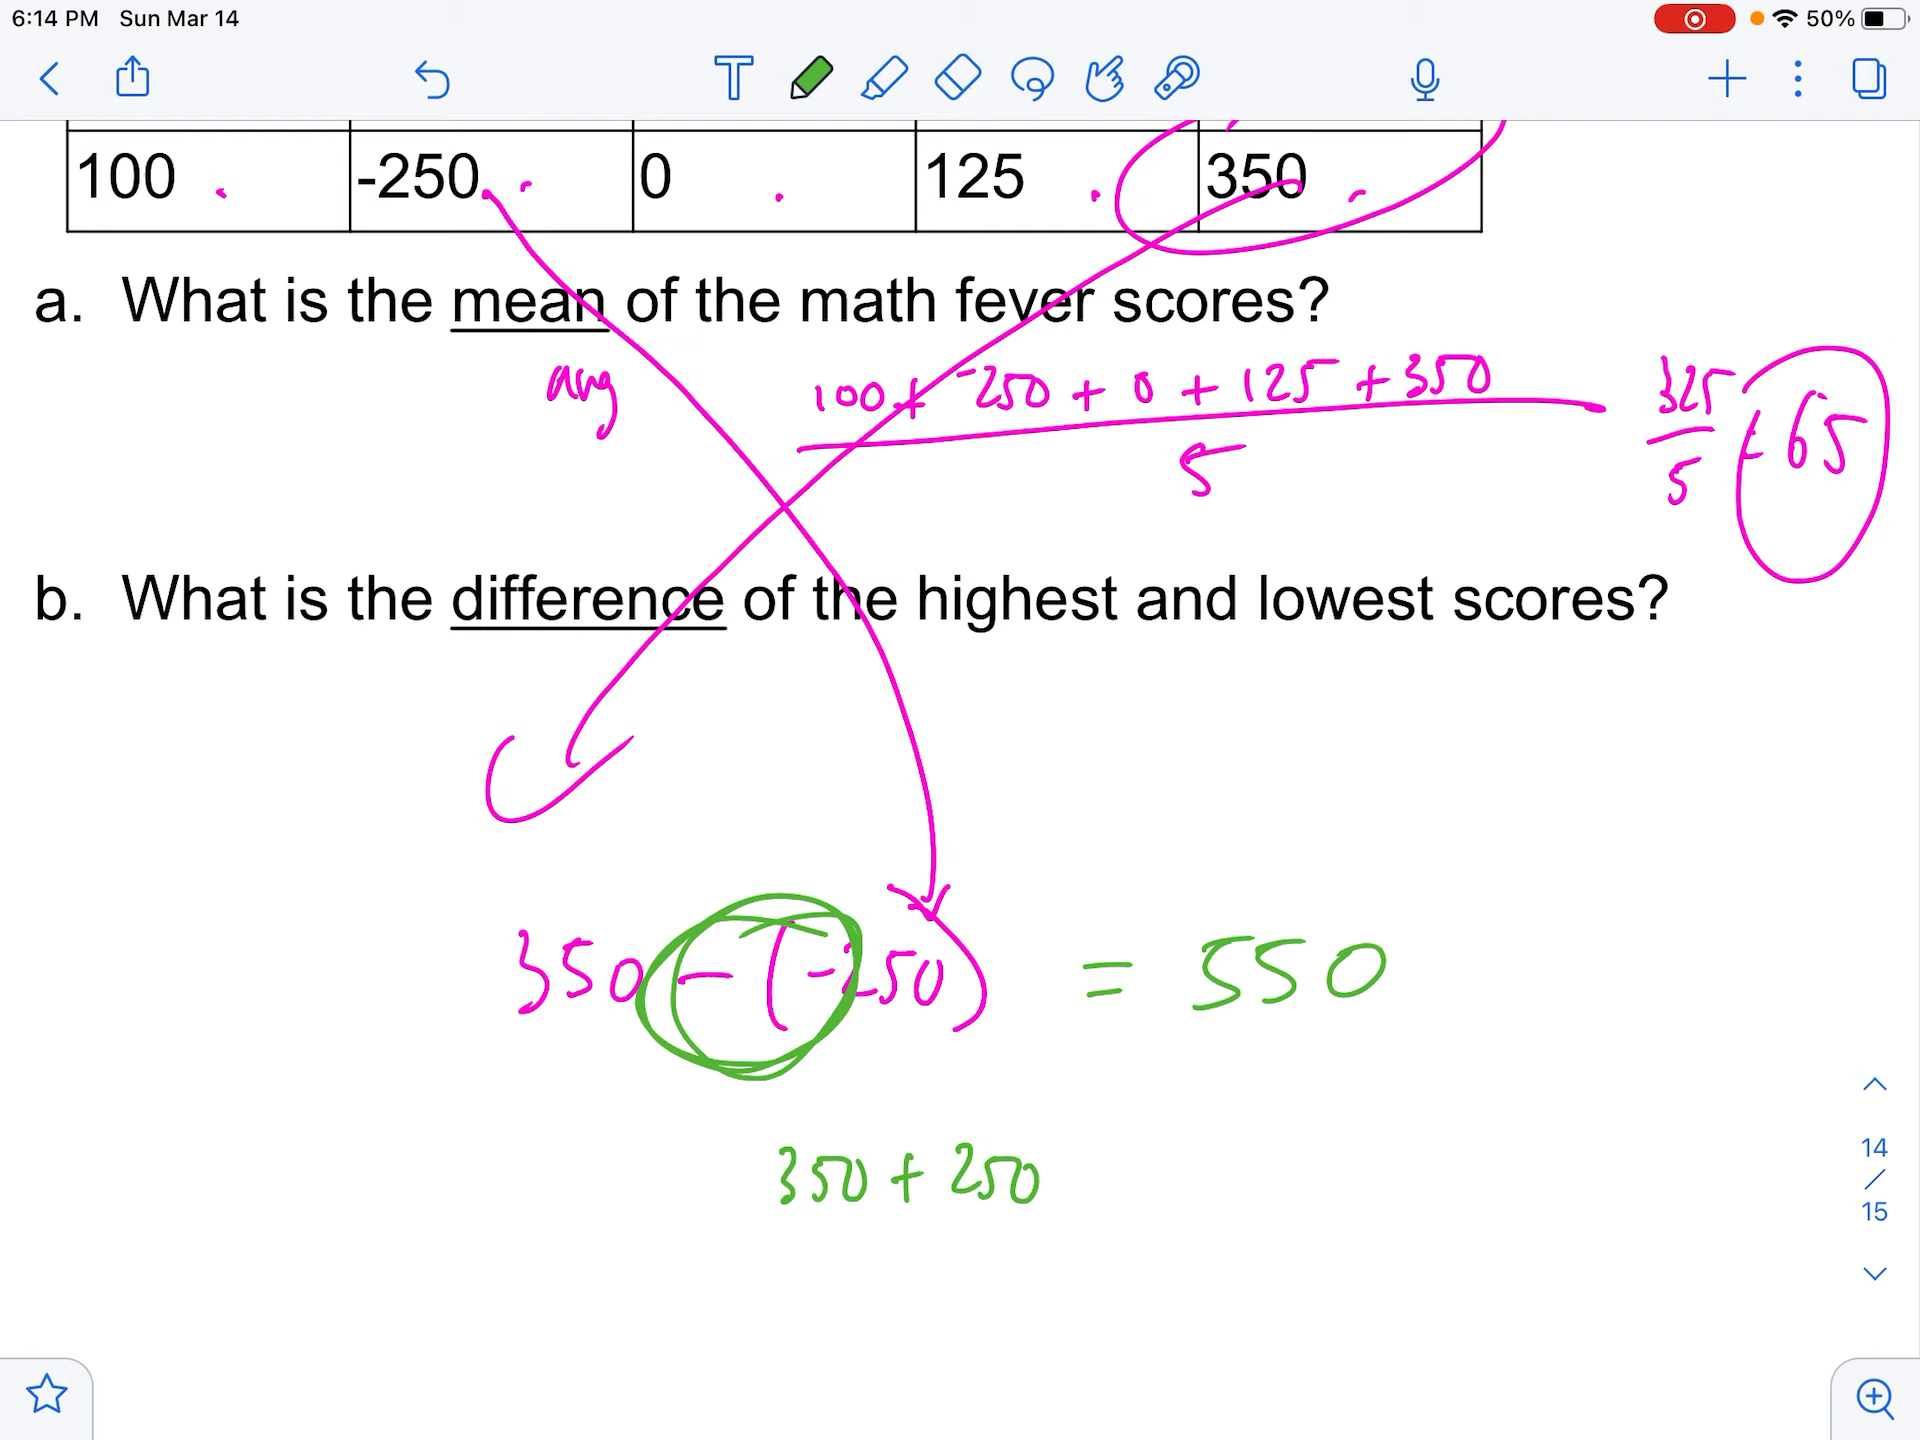 6:14 PM Sun Mar 14 50%
100 -250 0 125 350
a. What is the mean of the math fever scores?
avg 100 + -250 + 0 + 125 + 350 325
5 5 = 65
b. What is the difference of the highest and lowest scores?
350 - (-250) = 550
350 + 250
14
/
15